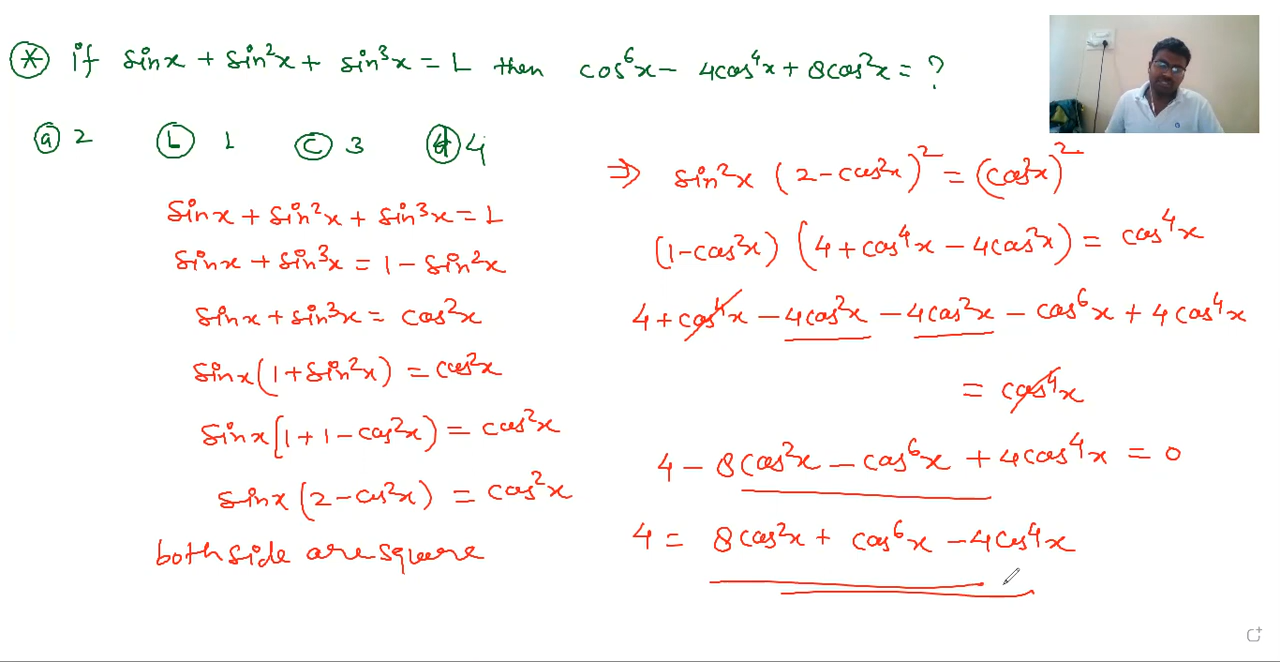 * if sinx + sin²x + sin³x = 1 then cos⁶x - 4cos⁴x + 8cos²x = ?
a 2 b 1 c 3 d 4
sinx + sin²x + sin³x = 1
sinx + sin³x = 1 - sin²x
sinx + sin³x = cos²x
sinx(1 + sin²x) = cos²x
sinx[1 + 1 - cos²x) = cos²x
sinx(2 - cos²x) = cos²x
both side are square
⇒ sin²x (2 - cos²x)² = (cos²x)²
(1 - cos²x) (4 + cos⁴x - 4cos²x) = cos⁴x
4 + cos⁴x - 4cos²x - 4cos²x - cos⁶x + 4cos⁴x
= cos⁴x
4 - 8cos²x - cos⁶x + 4cos⁴x = 0
4 = 8cos²x + cos⁶x - 4cos⁴x